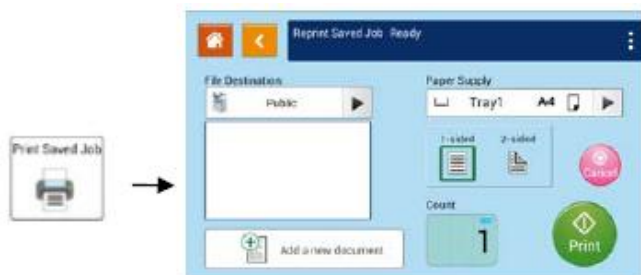 Print Saved Job
Reprint Saved Job Ready
File Destination
Public
Add a new document
Paper Supply
Tray1 A4
1-sided 2-sided
Cancel
Count
1
Print